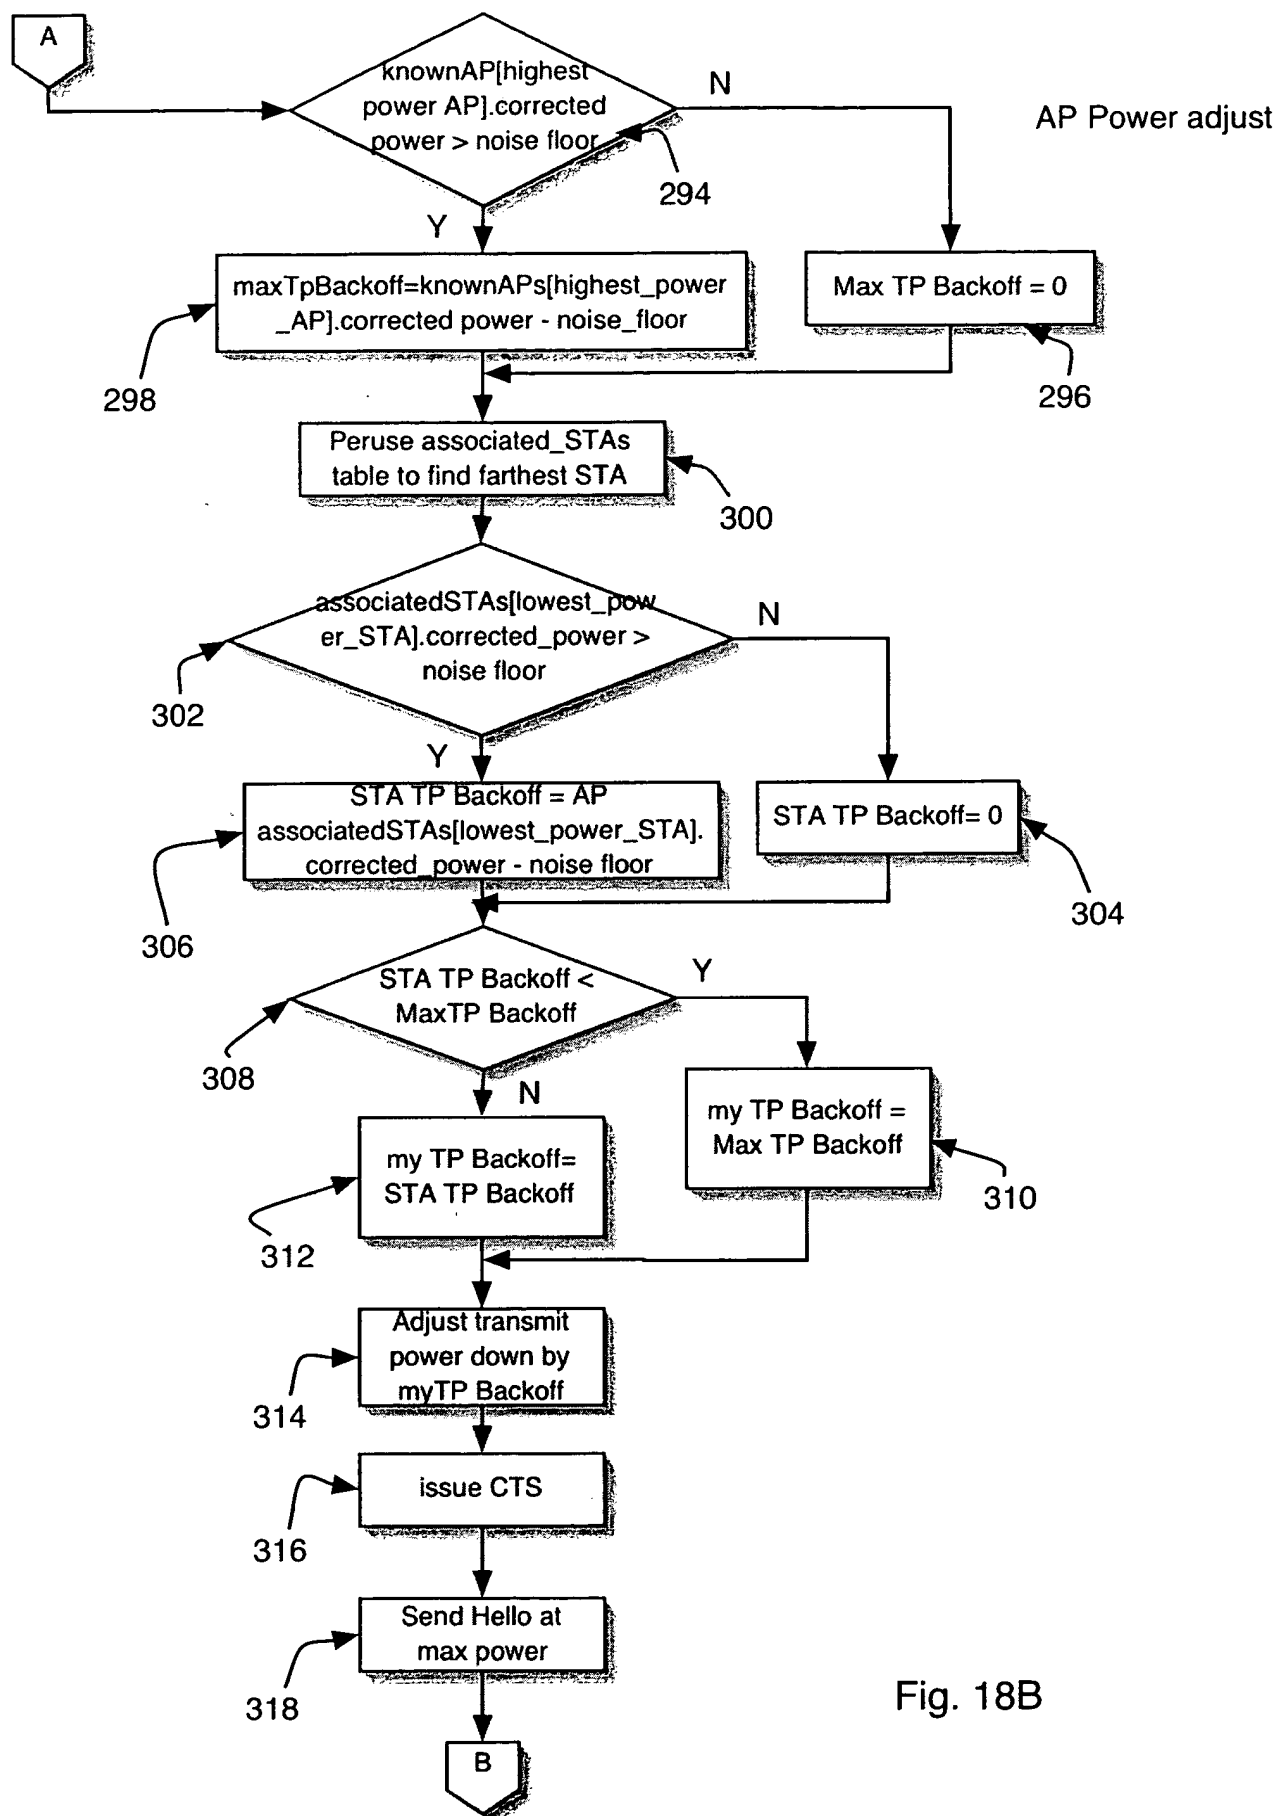 A
knownAP[highest
power AP].corrected
power > noise floor
N
AP Power adjust
294
Y
maxTpBackoff=knownAPs[highest_power
_AP].corrected power - noise_floor
Max TP Backoff = 0
298
296
Peruse associated_STAs
table to find farthest STA
300
associatedSTAs[lowest_pow
er_STA].corrected_power >
noise floor
N
302
Y
STA TP Backoff = AP
associatedSTAs[lowest_power_STA].
corrected_power - noise floor
STA TP Backoff= 0
304
306
STA TP Backoff <
MaxTP Backoff
Y
308
N
my TP Backoff =
Max TP Backoff
my TP Backoff=
STA TP Backoff
310
312
Adjust transmit
power down by
myTP Backoff
314
issue CTS
316
Send Hello at
max power
318
Fig. 18B
B